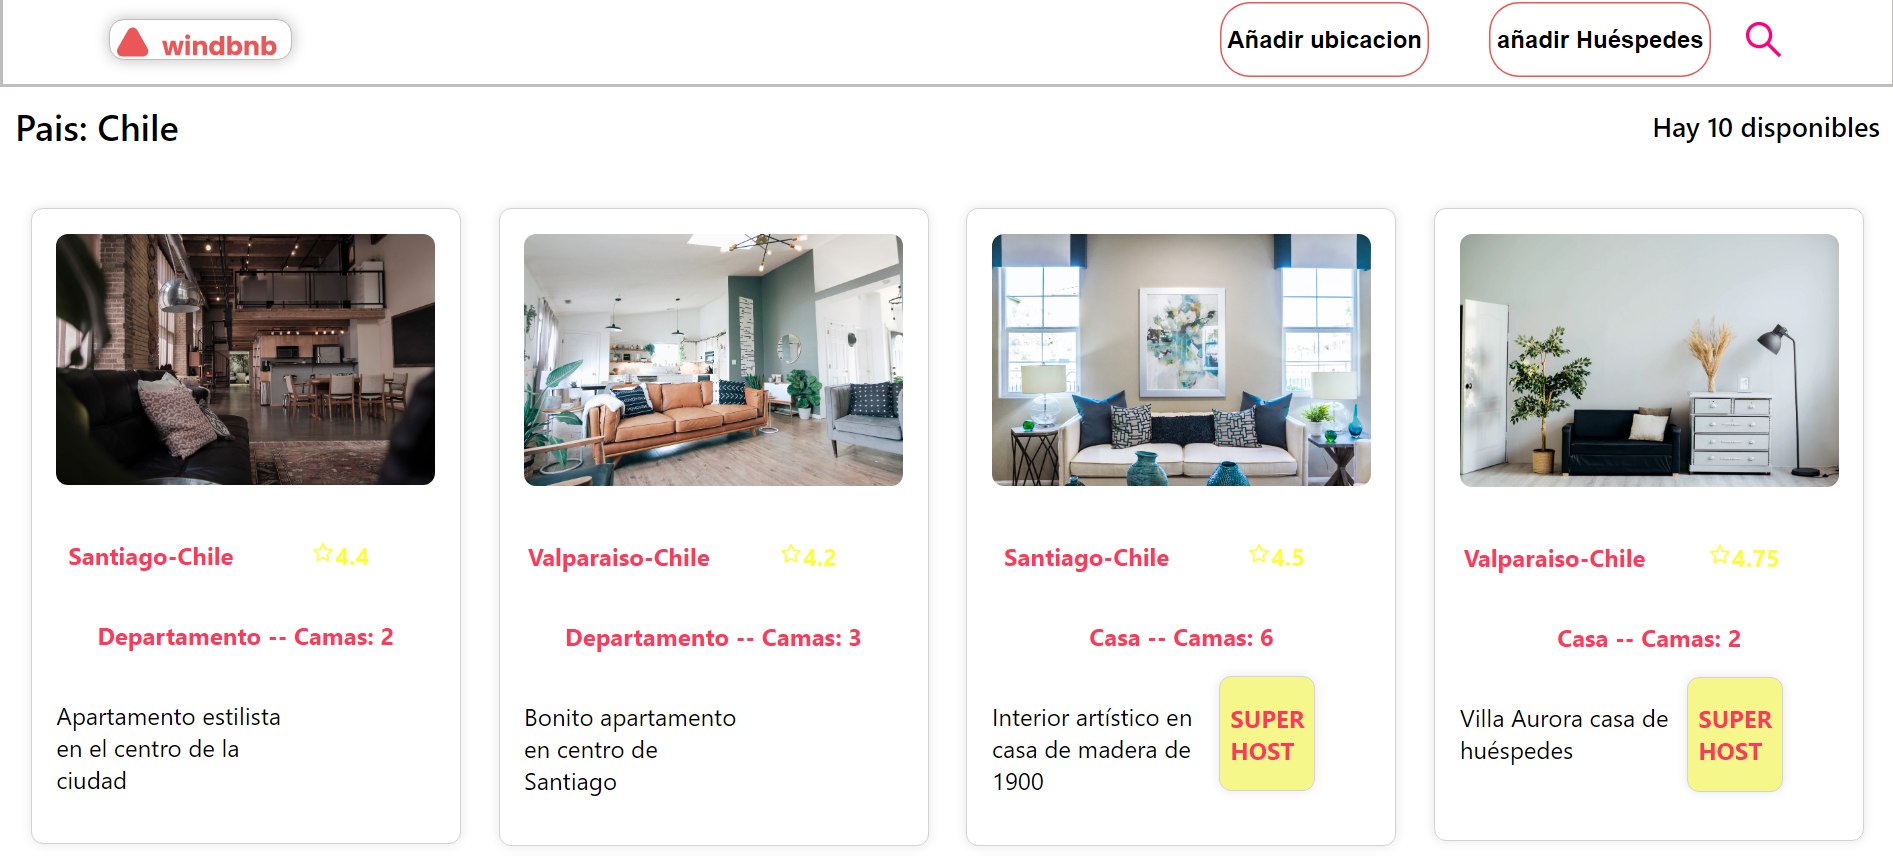 windbnb
Añadir ubicacion
añadir Huéspedes
Pais: Chile
Hay 10 disponibles
Santiago-Chile
4.4
Departamento -- Camas: 2
Apartamento estilista
en el centro de la
ciudad
Valparaiso-Chile
4.2
Departamento -- Camas: 3
Bonito apartamento
en centro de
Santiago
Santiago-Chile
4.5
Casa -- Camas: 6
Interior artístico en
casa de madera de
1900
SUPER
HOST
Valparaiso-Chile
4.75
Casa -- Camas: 2
Villa Aurora casa de
huéspedes
SUPER
HOST